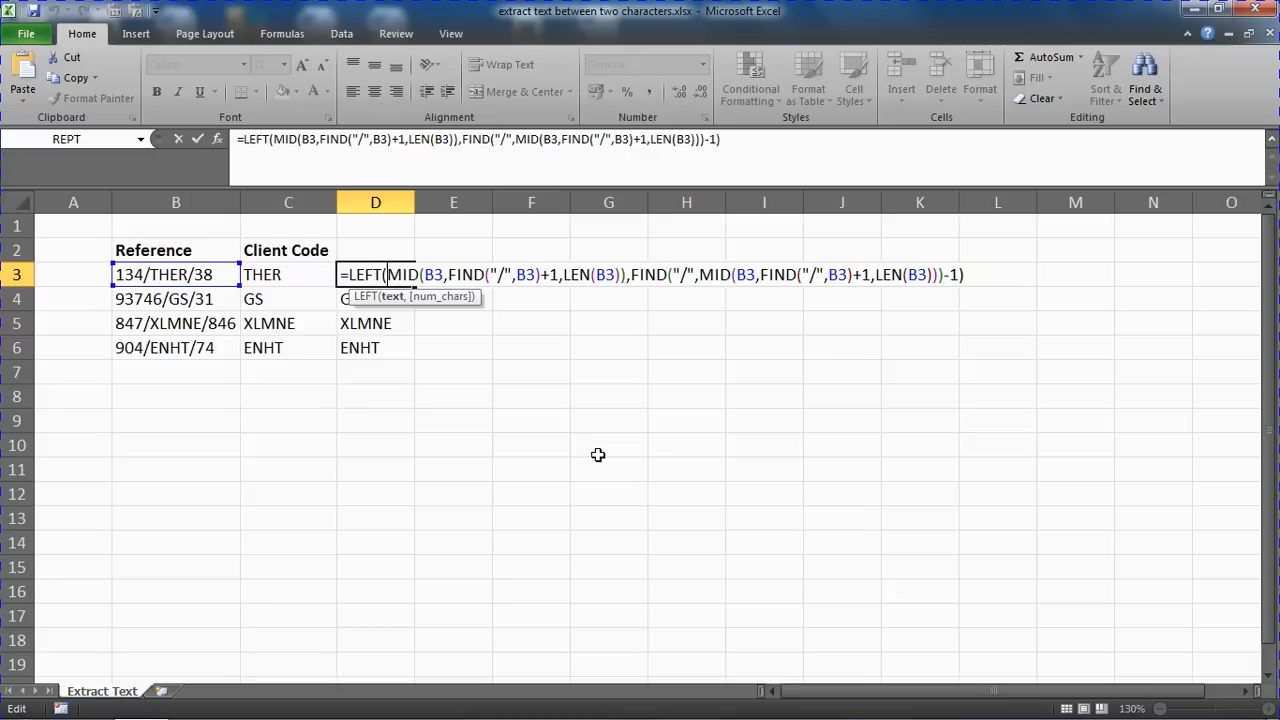 extract text between two characters.xlsx - Microsoft Excel
File Home Insert Page Layout Formulas Data Review View
Cut
Copy
Format Painter
Paste
Clipboard
Calibri 11
B I U
Font
Wrap Text
Merge & Center
Alignment
General
Number
Conditional Formatting
Format as Table
Cell Styles
Styles
Insert Delete Format
Cells
Σ AutoSum
Fill
Clear
Sort & Filter
Find & Select
Editing
REPT
=LEFT(MID(B3,FIND("/",B3)+1,LEN(B3)),FIND("/",MID(B3,FIND("/",B3)+1,LEN(B3)))-1)
A B C D E F G H I J K L M N O
1
2 Reference Client Code
3 134/THER/38 THER =LEFT(MID(B3,FIND("/",B3)+1,LEN(B3)),FIND("/",MID(B3,FIND("/",B3)+1,LEN(B3)))-1)
LEFT(text, [num_chars])
4 93746/GS/31 GS G
5 847/XLMNE/846 XLMNE XLMNE
6 904/ENHT/74 ENHT ENHT
7
8
9
10
11
12
13
14
15
16
17
18
19
Extract Text
Edit
130%